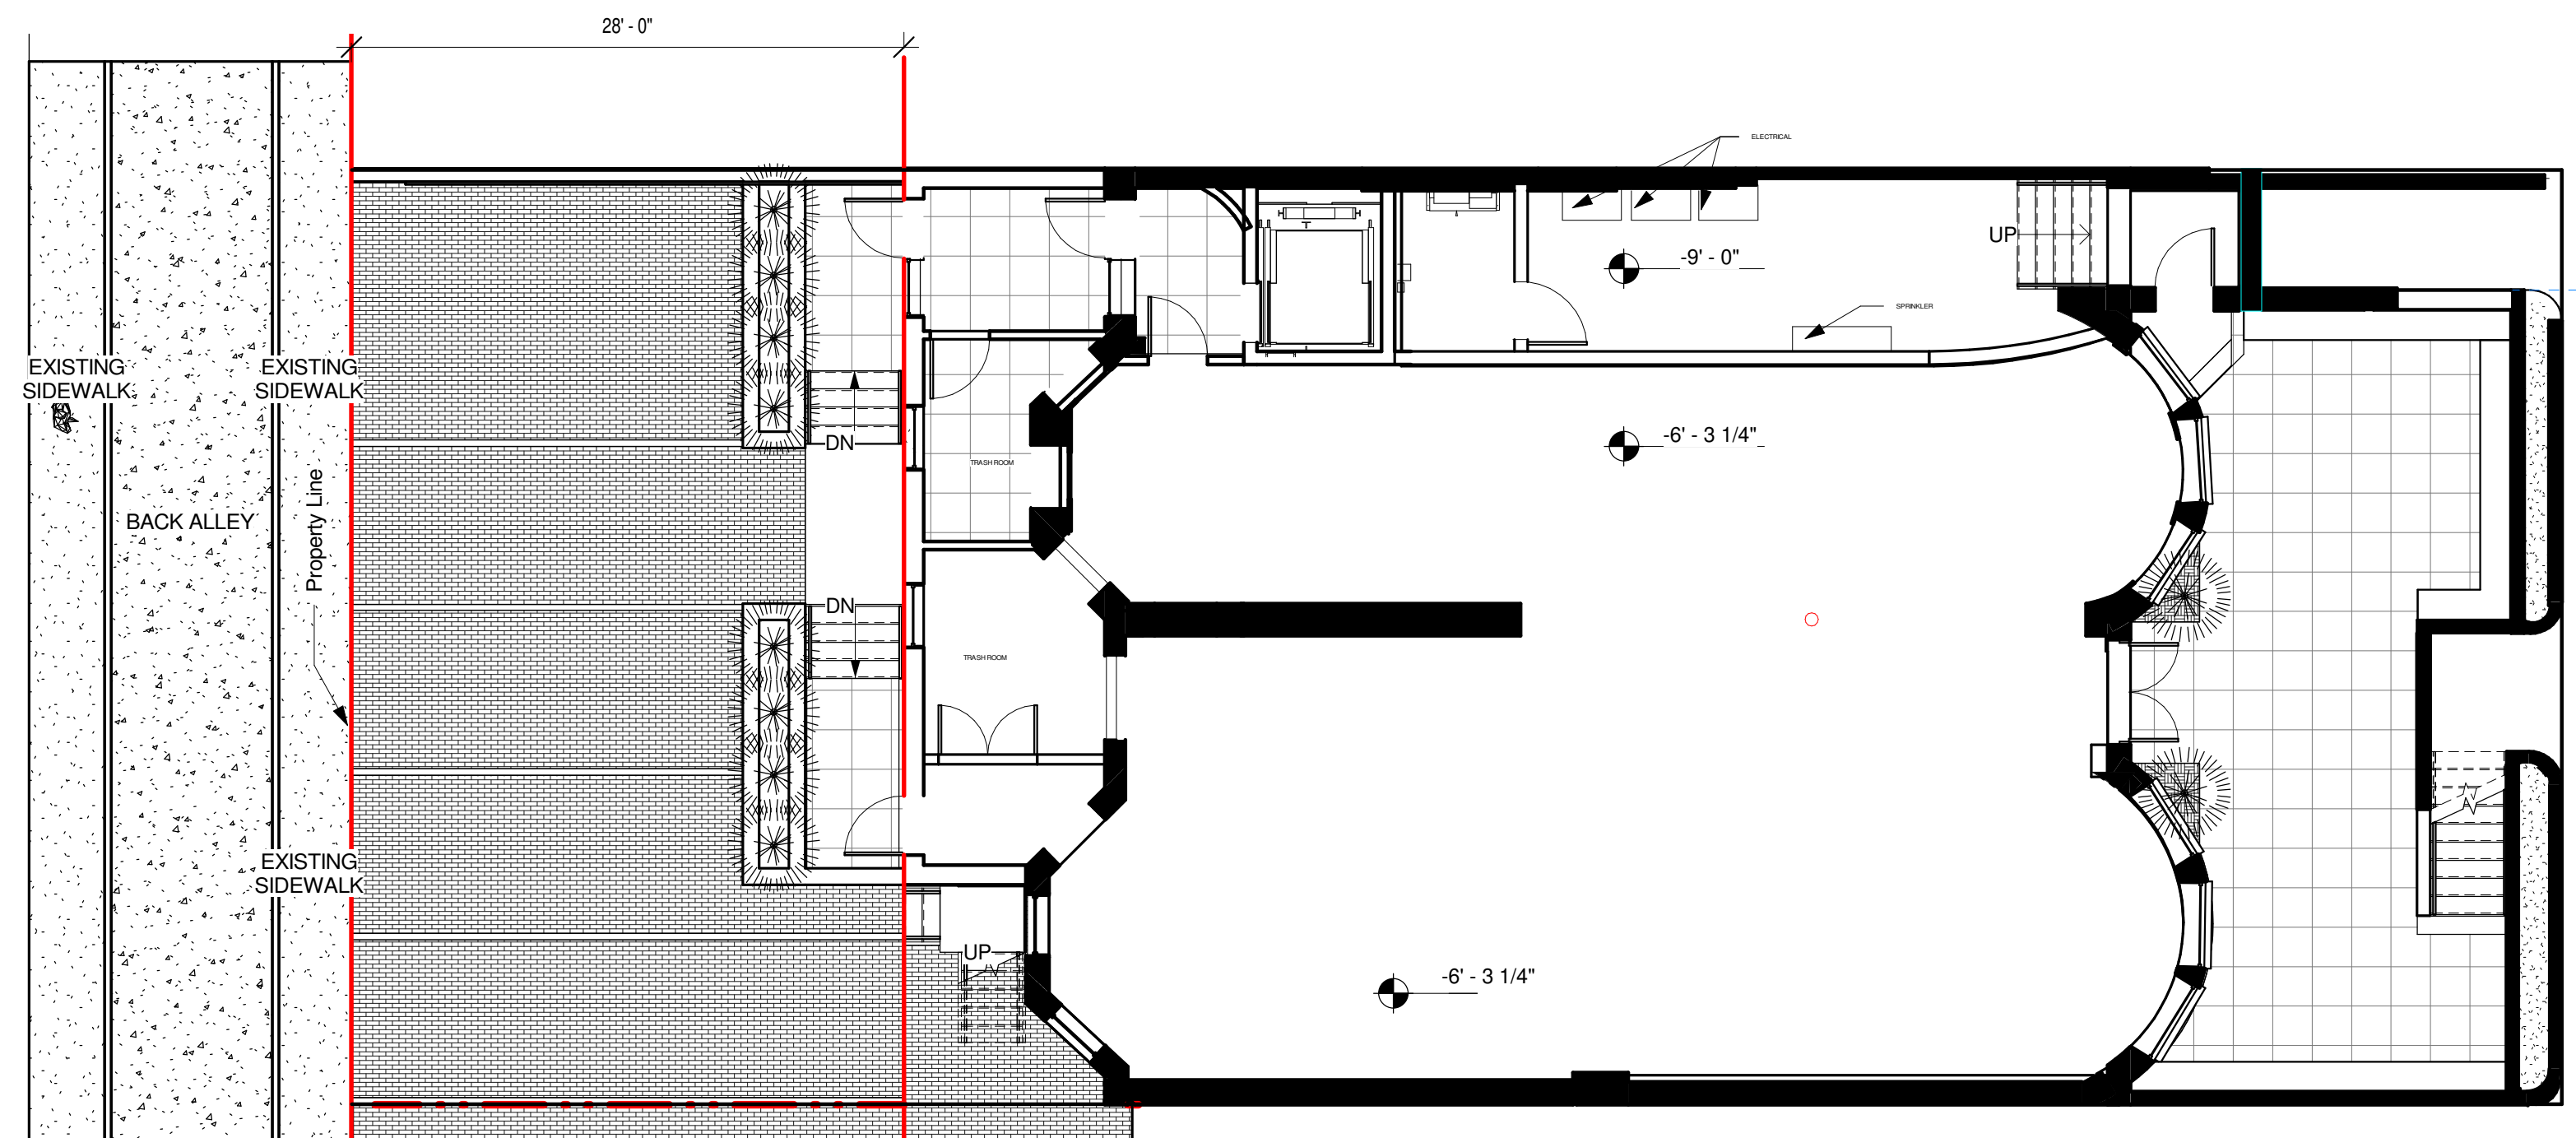 28' - 0"
ELECTRICAL
UP
-9' - 0"
SPRINKLER
EXISTING
SIDEWALK
EXISTING
SIDEWALK
DN
-6' - 3 1/4"
TRASH ROOM
BACK ALLEY
Property Line
DN
TRASH ROOM
EXISTING
SIDEWALK
UP
-6' - 3 1/4"